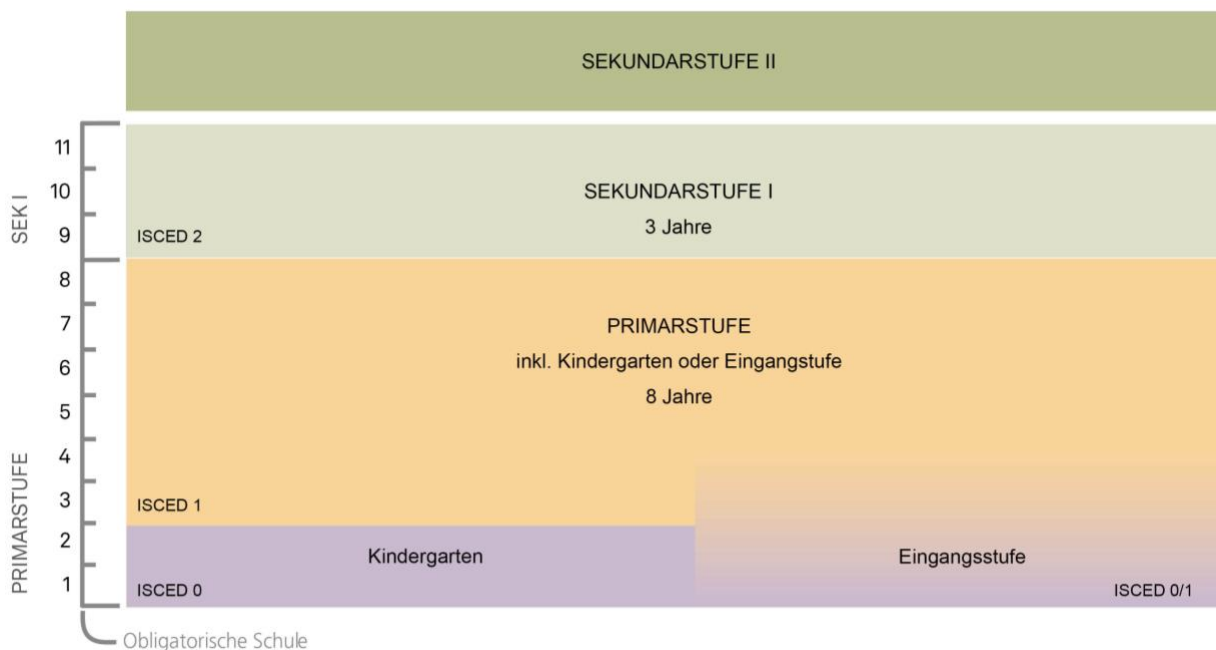 SEKUNDARSTUFE II
11
10
9
SEK I
SEKUNDARSTUFE I
3 Jahre
ISCED 2
8
7
6
5
4
3
2
1
PRIMARSTUFE
PRIMARSTUFE
inkl. Kindergarten oder Eingangstufe
8 Jahre
ISCED 1
Kindergarten
ISCED 0
Eingangsstufe
ISCED 0/1
Obligatorische Schule